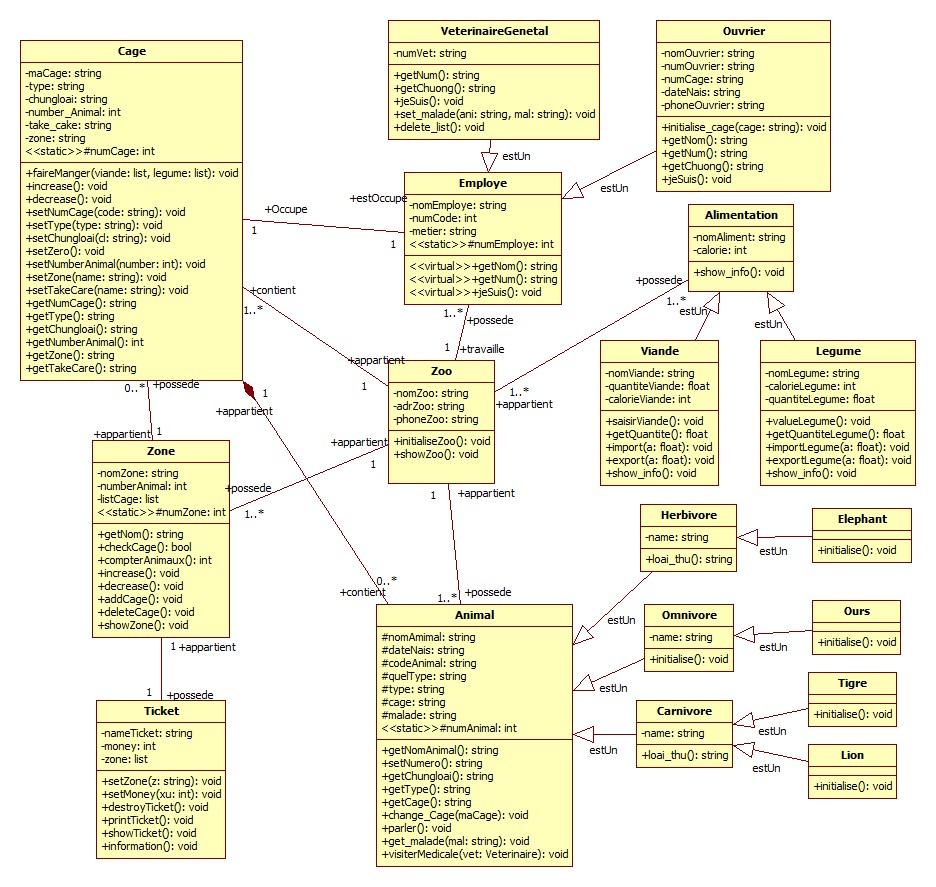 Cage
-maCage: string
-type: string
-chungloai: string
-number_Animal: int
-take_cake: string
-zone: string
<<static>>#numCage: int
+faireManger(viande: list, legume: list): void
+increase(): void
+decrease(): void
+setNumCage(code: string): void
+setType(type: string): void
+setChungloai(cl: string): void
+setZero(): void
+setNumberAnimal(number: int): void
+setZone(name: string): void
+setTakeCare(name: string): void
+getNumCage(): string
+getType(): string
+getChungloai(): string
+getNumberAnimal(): int
+getZone(): string
+getTakeCare(): string
VeterinaireGenetal
-numVet: string
+getNum(): string
+getChuong(): string
+jeSuis(): void
+set_malade(ani: string, mal: string): void
+delete_list(): void
Ouvrier
-nomOuvrier: string
-numOuvrier: string
-numCage: string
-dateNais: string
-phoneOuvrier: string
+initialise_cage(cage: string): void
+getNom(): string
+getNum(): string
+getChuong(): string
+jeSuis(): void
estUn
estUn
Employe
-nomEmploye: string
-numCode: int
-metier: string
<<static>>#numEmploye: int
<<virtual>>+getNom(): string
<<virtual>>+getNum(): string
<<virtual>>+jeSuis(): void
+Occupe
1
+estOccupe
1
Alimentation
-nomAliment: string
-calorie: int
+show_info(): void
+possede
1..*
estUn
estUn
+contient
1..*
+appartient
1
1..*
+possede
1
+travaille
1..*
+appartient
Viande
-nomViande: string
-quantiteViande: float
-calorieViande: int
+saisirViande(): void
+getQuantite(): float
+import(a: float): void
+export(a: float): void
+show_info(): void
Legume
-nomLegume: string
-calorieLegume: int
-quantiteLegume: float
+valueLegume(): void
+getQuantiteLegume(): float
+importLegume(a: float): void
+exportLegume(a: float): void
+show_info(): void
Zoo
-nomZoo: string
-adrZoo: string
-phoneZoo: string
+initialiseZoo(): void
+showZoo(): void
0..*
+possede
+appartient
1
1
+appartient
+appartient
1
+possede
1..*
Zone
-nomZone: string
-numberAnimal: int
-listCage: list
<<static>>#numZone: int
+getNom(): string
+checkCage(): bool
+compterAnimaux(): int
+increase(): void
+decrease(): void
+addCage(): void
+deleteCage(): void
+showZone(): void
1
+appartient
1
+possede
Ticket
-nameTicket: string
-money: int
-zone: list
+setZone(z: string): void
+setMoney(xu: int): void
+destroyTicket(): void
+printTicket(): void
+showTicket(): void
+information(): void
1
+appartient
1..*
+possede
0..*
+contient
Animal
#nomAmimal: string
#dateNais: string
#codeAnimal: string
#quelType: string
#type: string
#cage: string
#malade: string
<<static>>#numAnimal: int
+getNomAnimal(): string
+setNumero(): string
+getChungloai(): string
+getType(): string
+getCage(): string
+change_Cage(maCage): void
+parler(): void
+get_malade(mal: string): void
+visiterMedicale(vet: Veterinaire): void
Herbivore
-name: string
+loai_thu(): string
estUn
Elephant
+initialise(): void
estUn
Omnivore
-name: string
+initialise(): void
estUn
Ours
+initialise(): void
estUn
Carnivore
-name: string
+loai_thu(): string
estUn
Tigre
+initialise(): void
estUn
Lion
+initialise(): void
estUn